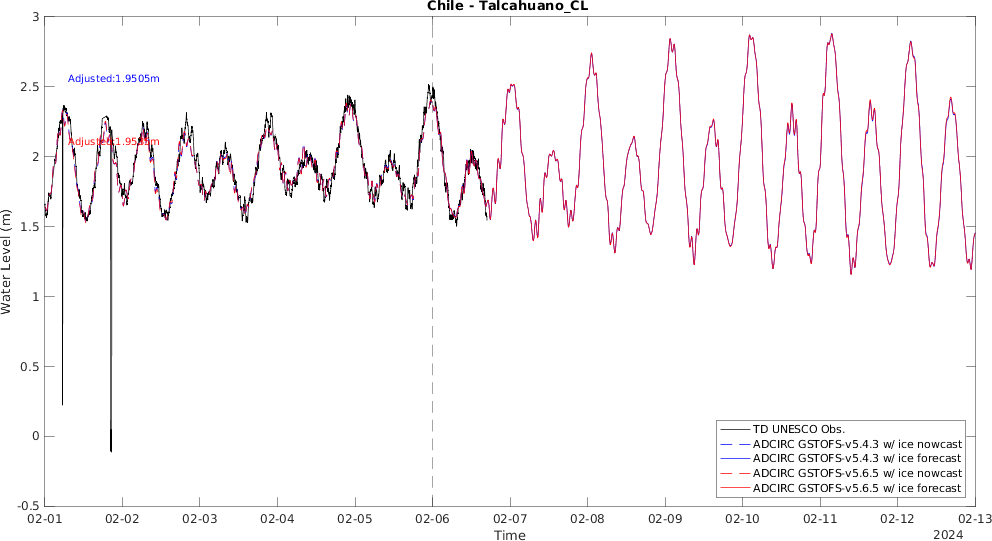 Chile - Talcahuano_CL
Adjusted:1.9505m
Water Level (m)
3
2.5
2
1.5
1
0.5
0
-0.5
02-01
02-02
02-03
02-04
02-05
02-06
02-07
02-08
02-09
02-10
02-11
02-12
02-13
Time
2024
TD UNESCO Obs.
ADCIRC GSTOFS-v5.4.3 w/ ice nowcast
ADCIRC GSTOFS-v5.4.3 w/ ice forecast
ADCIRC GSTOFS-v5.6.5 w/ ice nowcast
ADCIRC GSTOFS-v5.6.5 w/ ice forecast